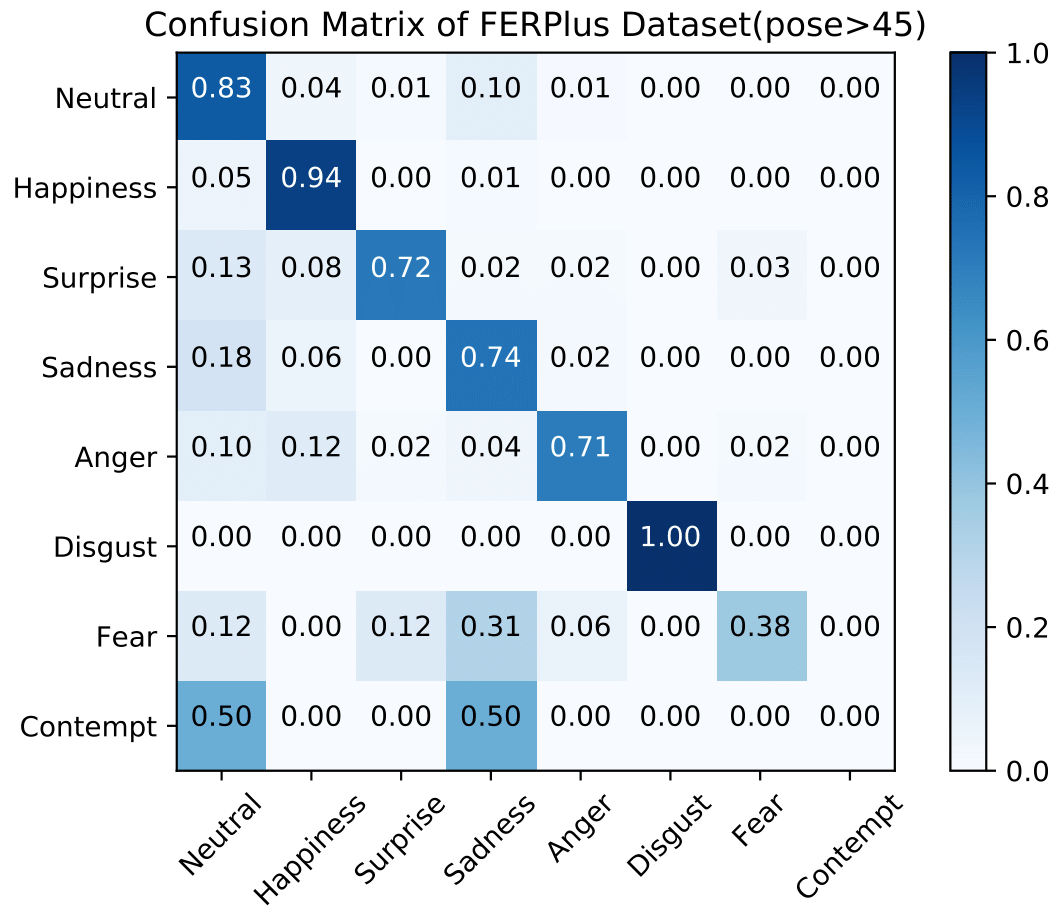 Confusion Matrix of FERPlus Dataset(pose>45)
Neutral 0.83 0.04 0.01 0.10 0.01 0.00 0.00 0.00
Happiness 0.05 0.94 0.00 0.01 0.00 0.00 0.00 0.00
Surprise 0.13 0.08 0.72 0.02 0.02 0.00 0.03 0.00
Sadness 0.18 0.06 0.00 0.74 0.02 0.00 0.00 0.00
Anger 0.10 0.12 0.02 0.04 0.71 0.00 0.02 0.00
Disgust 0.00 0.00 0.00 0.00 0.00 1.00 0.00 0.00
Fear 0.12 0.00 0.12 0.31 0.06 0.00 0.38 0.00
Contempt 0.50 0.00 0.00 0.50 0.00 0.00 0.00 0.00
Neutral Happiness Surprise Sadness Anger Disgust Fear Contempt
1.0
0.8
0.6
0.4
0.2
0.0